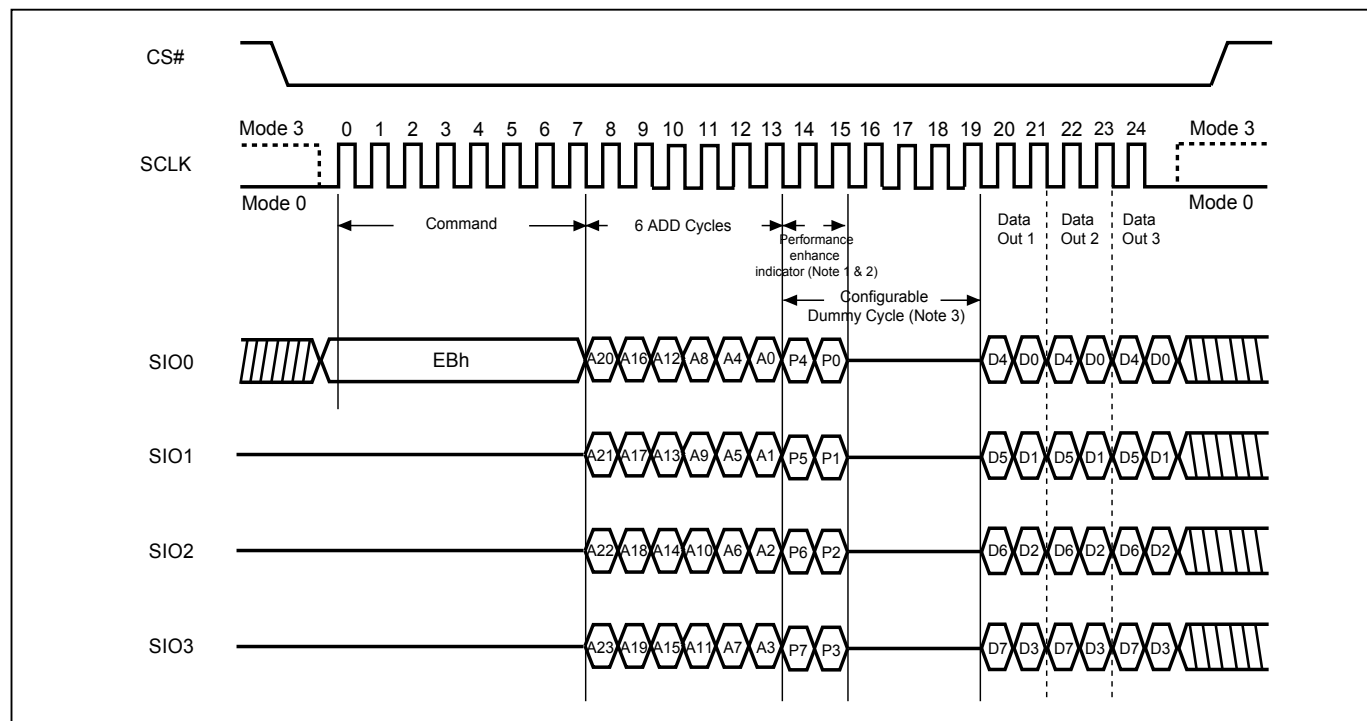 CS#
Mode 3
0 1 2 3 4 5 6 7 8 9 10 11 12 13 14 15 16 17 18 19 20 21 22 23 24
Mode 3
SCLK
Mode 0
Mode 0
Command
6 ADD Cycles
Performance
enhance
indicator (Note 1 & 2)
Data
Out 1
Data
Out 2
Data
Out 3
Configurable
Dummy Cycle (Note 3)
SIO0
EBh
A20 A16 A12 A8 A4 A0 P4 P0 D4 D0 D4 D0 D4 D0
SIO1
A21 A17 A13 A9 A5 A1 P5 P1 D5 D1 D5 D1 D5 D1
SIO2
A22 A18 A14 A10 A6 A2 P6 P2 D6 D2 D6 D2 D6 D2
SIO3
A23 A19 A15 A11 A7 A3 P7 P3 D7 D3 D7 D3 D7 D3